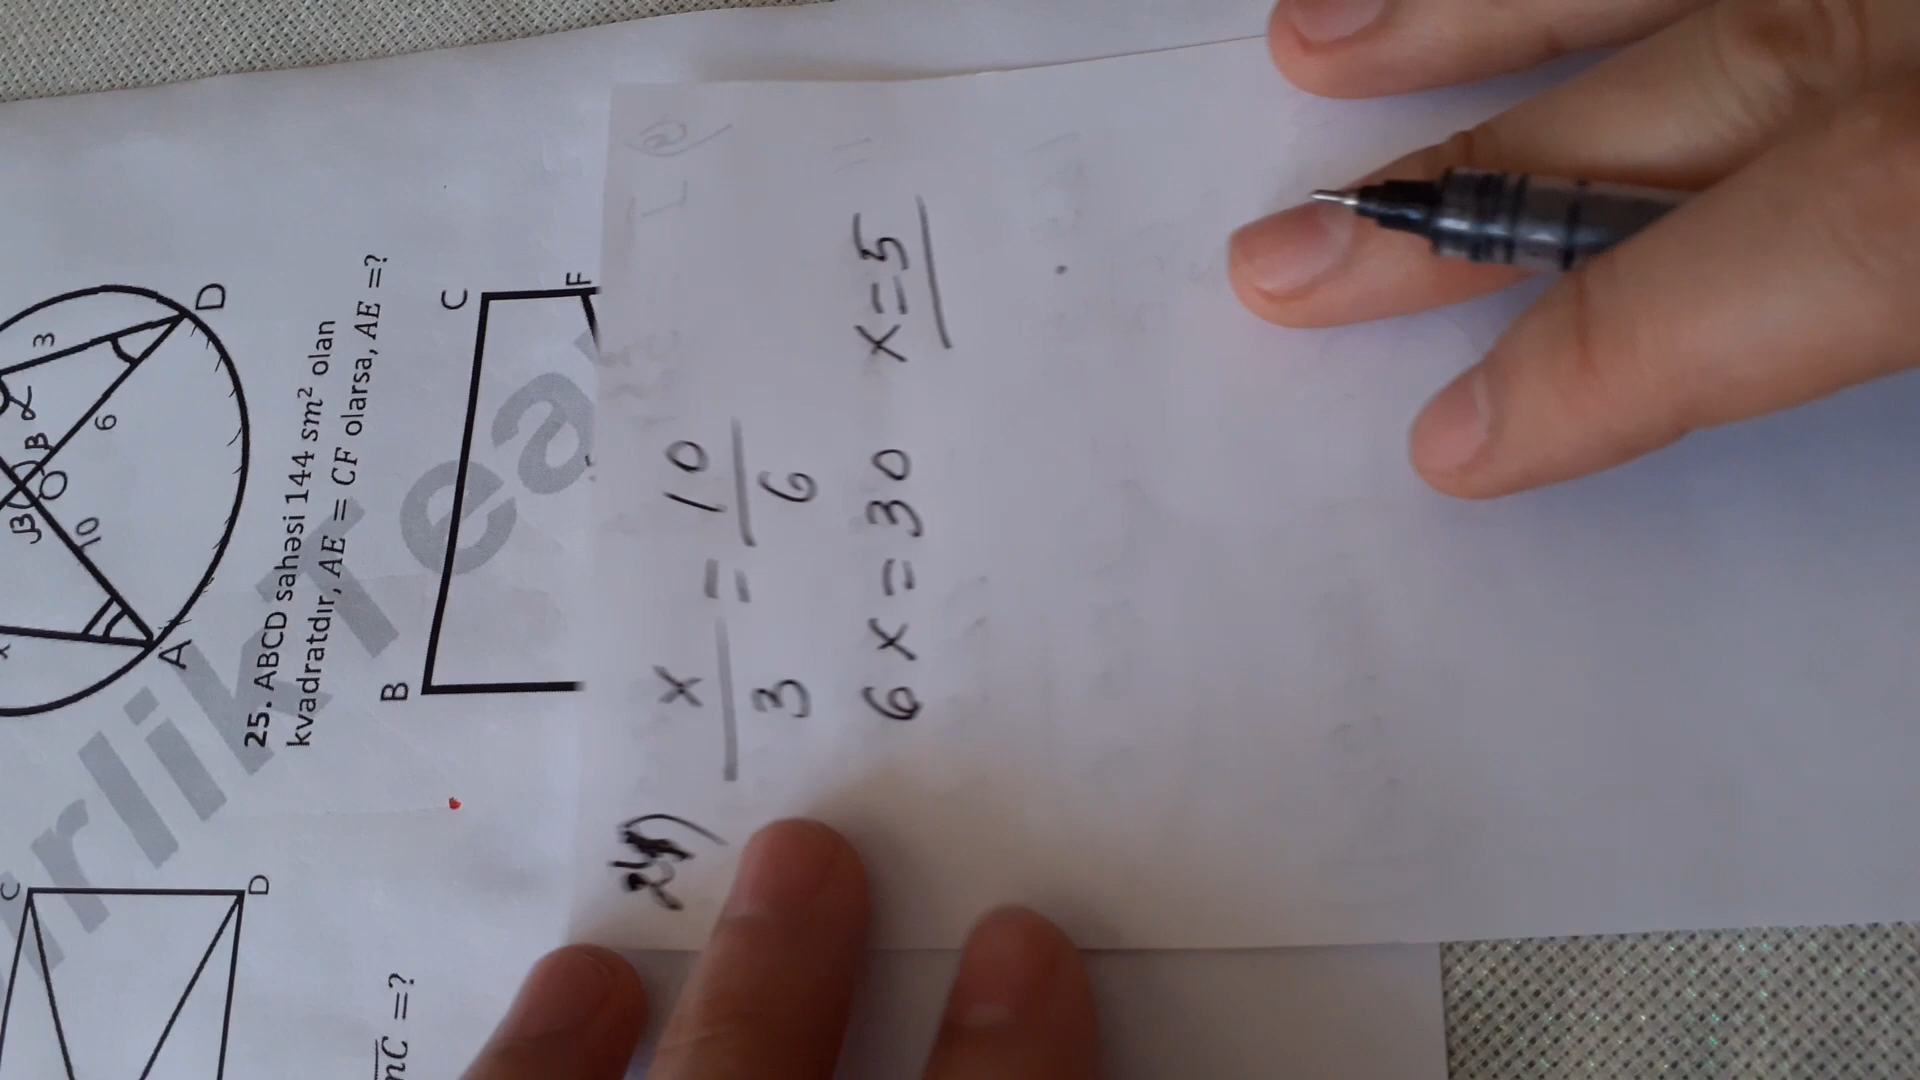 3
D
α
6
B
O
B
10
x
A
25. ABCD sahəsi 144 sm² olan
kvadratdır, AE = CF olarsa, AE =?
B
C
F
C
D
nC =?
24)
x/3 = 10/6
6x = 30 x = 5